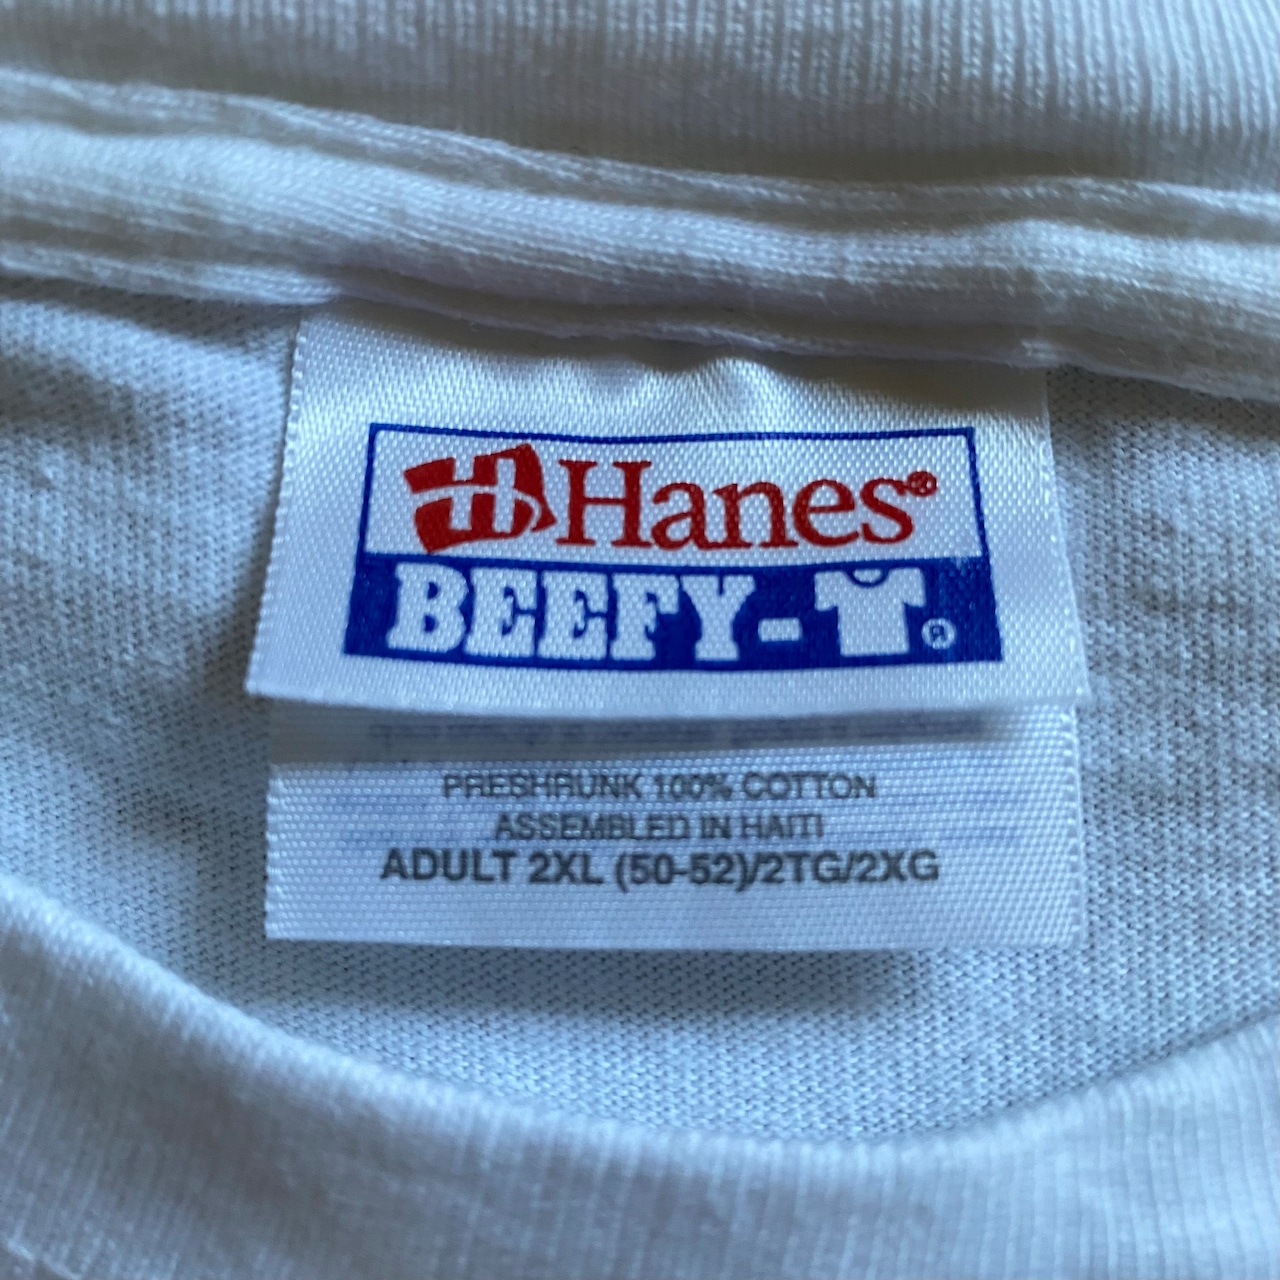 Hanes®
BEEFY-T®
PRESHRUNK 100% COTTON
ASSEMBLED IN HAITI
ADULT 2XL (50-52)/2TG/2XG